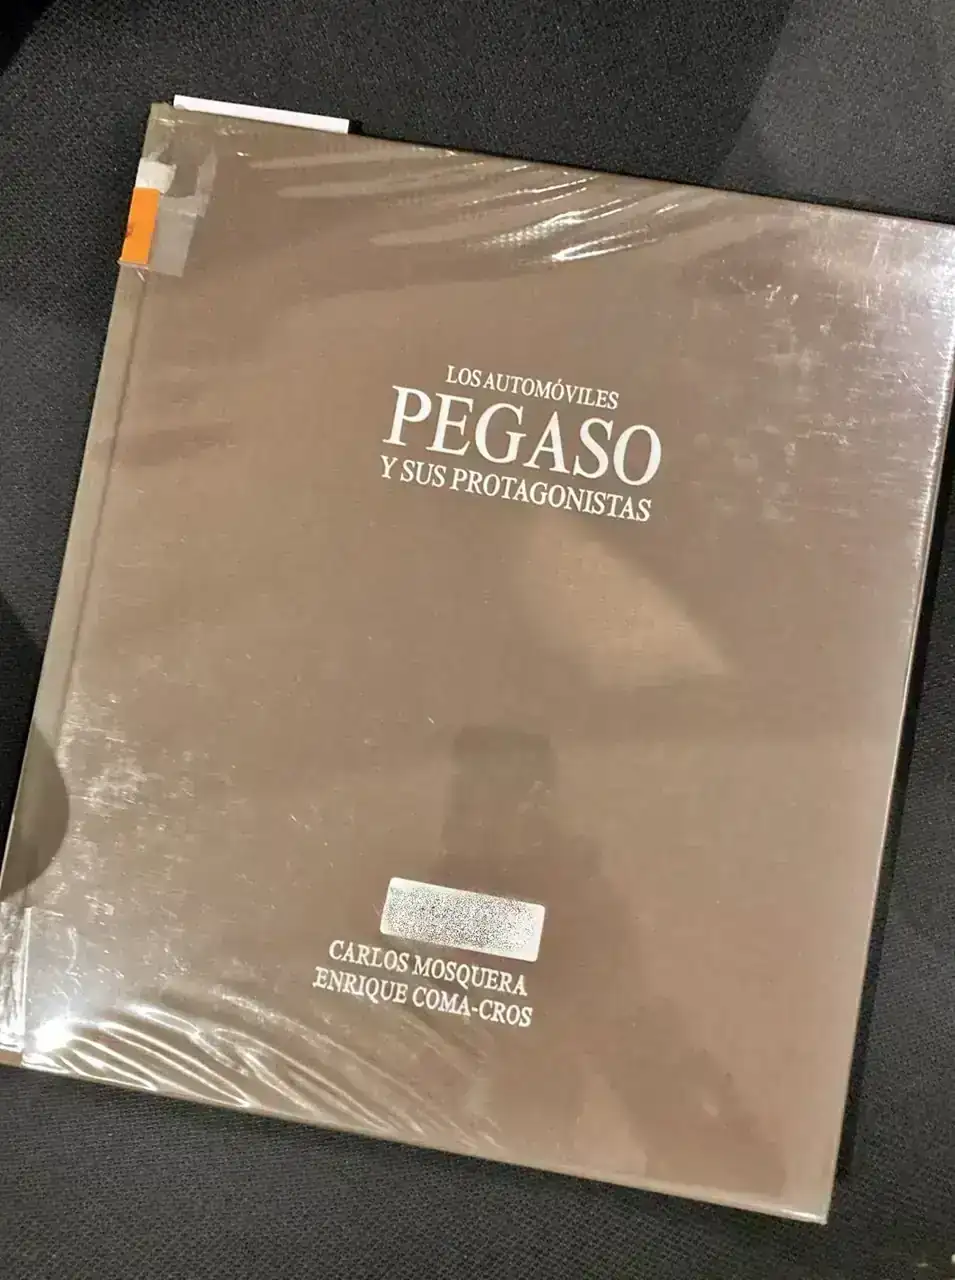 LOS AUTOMÓVILES
PEGASO
Y SUS PROTAGONISTAS
CARLOS MOSQUERA
ENRIQUE COMA-CROS